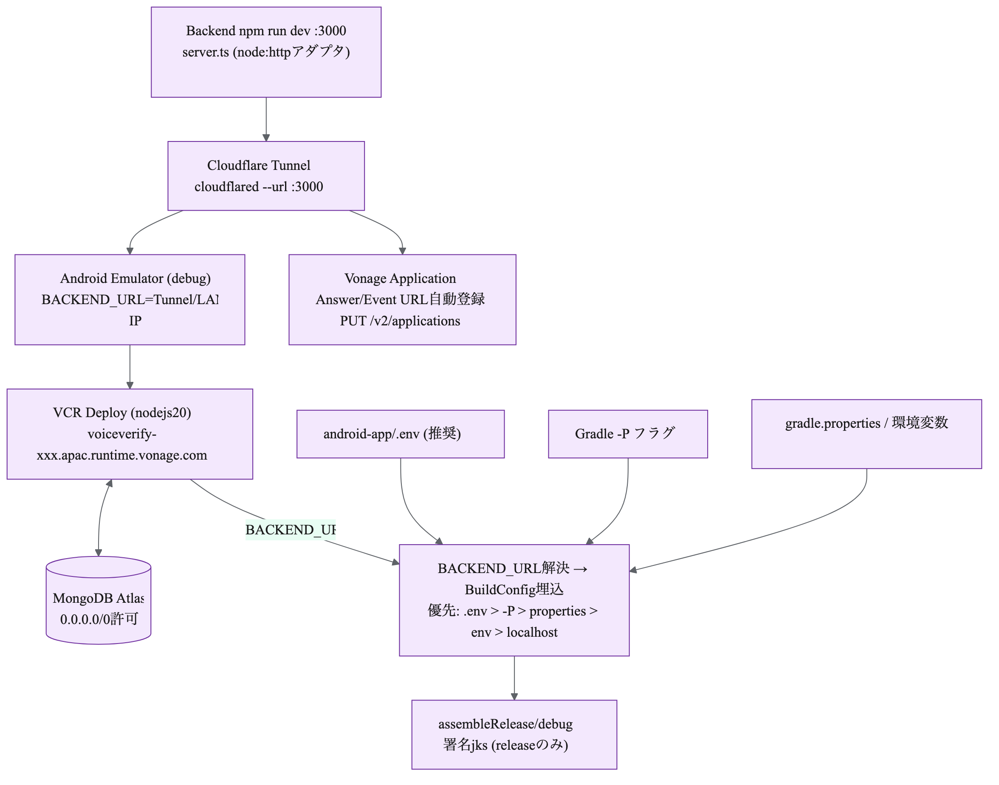 Backend npm run dev :3000
server.ts (node:httpアダプタ)
Cloudflare Tunnel
cloudflared --url :3000
Android Emulator (debug)
BACKEND_URL=Tunnel/LAN
IP
Vonage Application
Answer/Event URL自動登録
PUT /v2/applications
VCR Deploy (nodejs20)
voiceverify-
xxx.apac.runtime.vonage.com
android-app/.env (推奨)
Gradle -P フラグ
gradle.properties / 環境変数
BACKEND_UR
MongoDB Atlas
0.0.0.0/0許可
BACKEND_URL解決 →
BuildConfig埋込
優先: .env > -P > properties >
env > localhost
assembleRelease/debug
署名jks (releaseのみ)